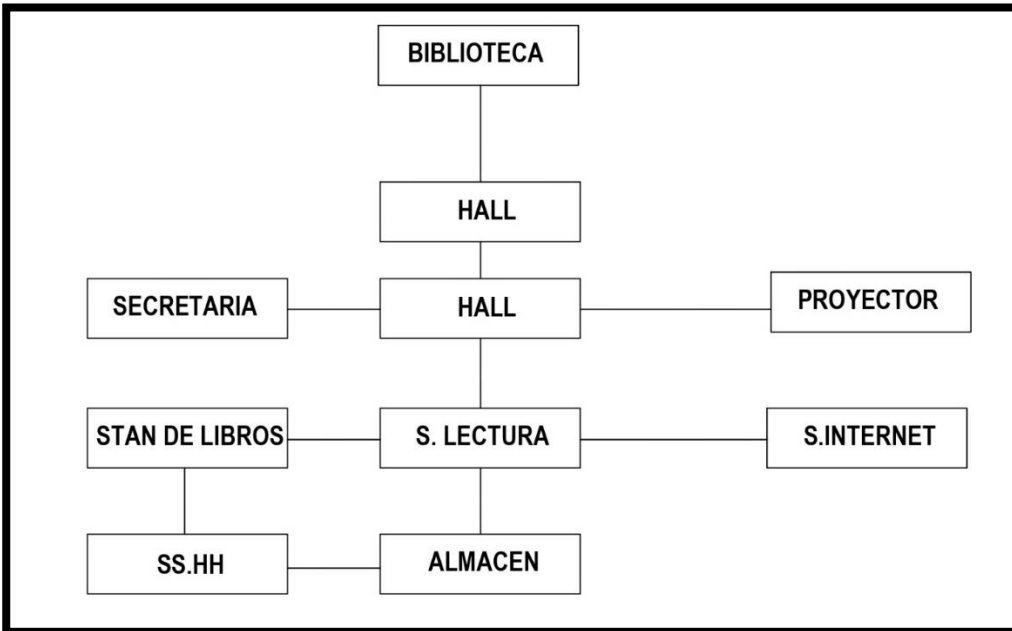 BIBLIOTECA
HALL
SECRETARIA
HALL
PROYECTOR
STAN DE LIBROS
S. LECTURA
S.INTERNET
SS.HH
ALMACEN